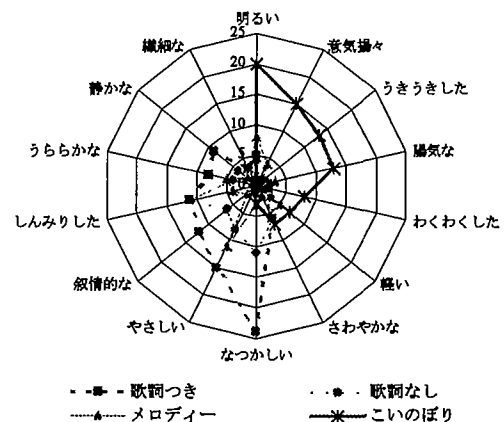 明るい
25
繊細な
意気揚々
20
静かな
うきうきした
15
10
うららかな
陽気な
5
しんみりした
わくわくした
叙情的な
軽い
やさしい
さわやかな
なつかしい
歌詞つき
歌詞なし
メロディー
こいのぼり